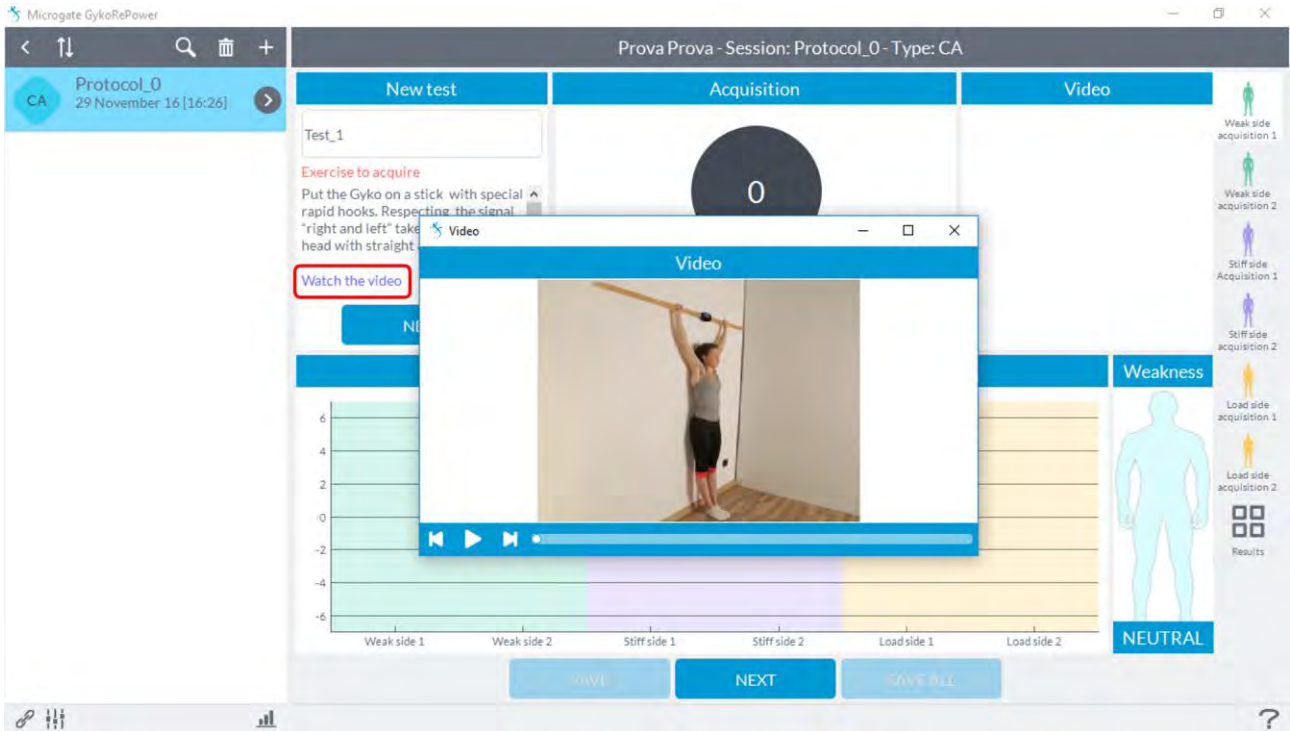 Microgate GykoRePower
Prova Prova - Session: Protocol_0 - Type: CA
CA
Protocol_0
29 November 16 [16:26]
New test
Test_1
Exercise to acquire
Put the Gyko on a stick with special
rapid hooks. Respecting the signal
"right and left" take
head with straight
Watch the video
Acquisition
0
Video
Video
Video
6
4
2
0
-2
-4
-6
Weak side 1
Weak side 2
Stiff side 1
Stiff side 2
Load side 1
Load side 2
Weakness
NEUTRAL
SAVE
NEXT
SAVE ALL
Weak side
acquisition 1
Weak side
acquisition 2
Stiff side
Acquisition 1
Stiff side
acquisition 2
Load side
acquisition 1
Load side
acquisition 2
Results
?